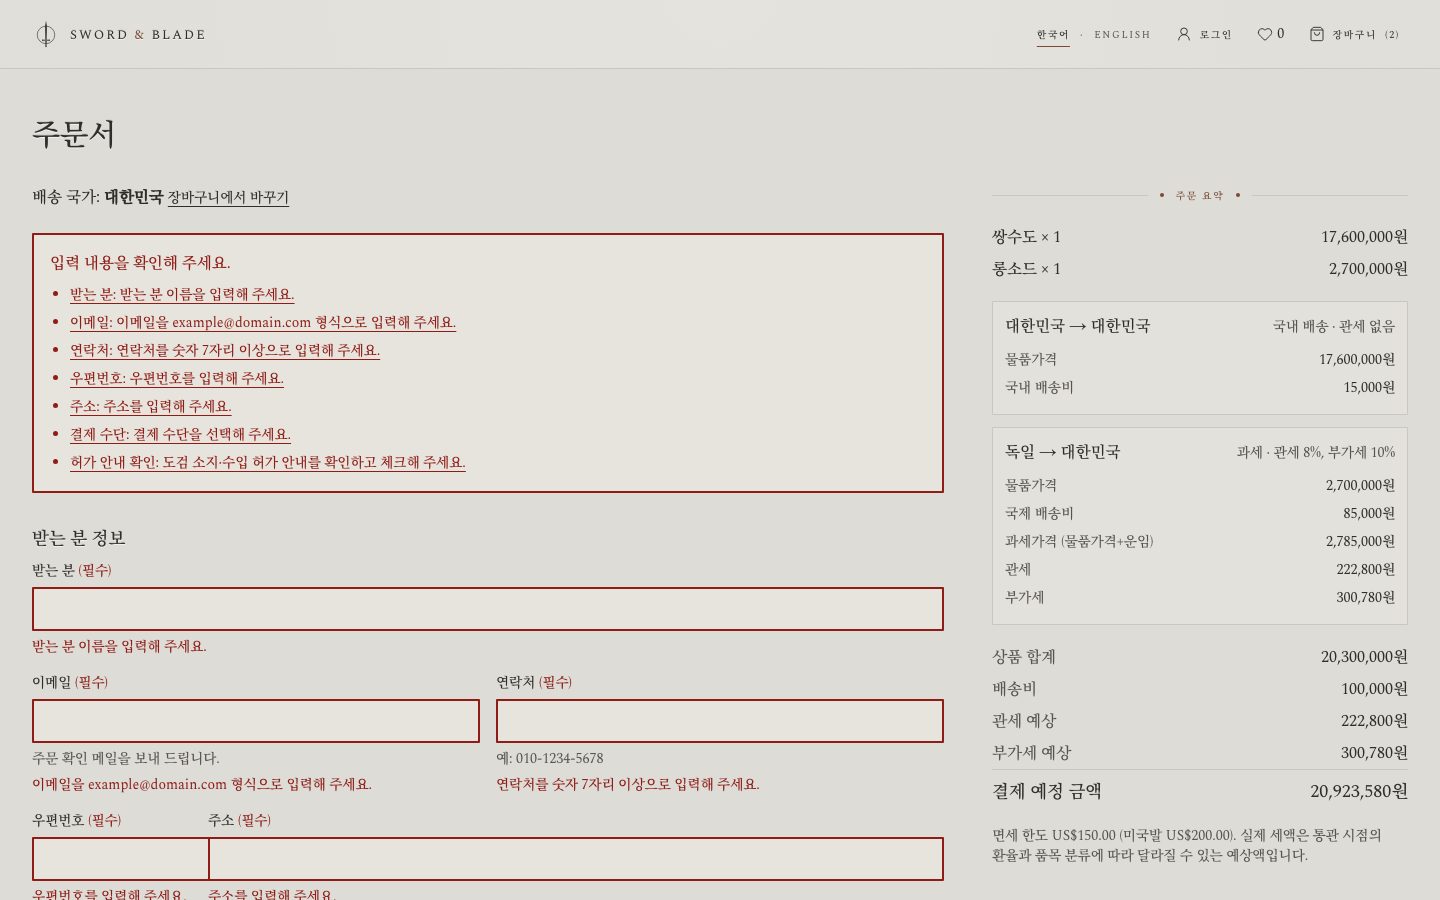 SWORD & BLADE
한국어 · ENGLISH 로그인 0 장바구니 (2)
주문서
배송 국가: 대한민국 장바구니에서 바꾸기
입력 내용을 확인해 주세요.
받는 분: 받는 분 이름을 입력해 주세요.
이메일: 이메일을 example@domain.com 형식으로 입력해 주세요.
연락처: 연락처를 숫자 7자리 이상으로 입력해 주세요.
우편번호: 우편번호를 입력해 주세요.
주소: 주소를 입력해 주세요.
결제 수단: 결제 수단을 선택해 주세요.
허가 안내 확인: 도검 소지·수입 허가 안내를 확인하고 체크해 주세요.
받는 분 정보
받는 분 (필수)
받는 분 이름을 입력해 주세요.
이메일 (필수)
주문 확인 메일을 보내 드립니다.
이메일을 example@domain.com 형식으로 입력해 주세요.
연락처 (필수)
예: 010-1234-5678
연락처를 숫자 7자리 이상으로 입력해 주세요.
우편번호 (필수)
우편번호를 입력해 주세요.
주소 (필수)
주소를 입력해 주세요.
주문 요약
쌍수도 × 1 17,600,000원
롱소드 × 1 2,700,000원
대한민국 → 대한민국 국내 배송 · 관세 없음
물품가격 17,600,000원
국내 배송비 15,000원
독일 → 대한민국 과세 · 관세 8%, 부가세 10%
물품가격 2,700,000원
국제 배송비 85,000원
과세가격 (물품가격+운임) 2,785,000원
관세 222,800원
부가세 300,780원
상품 합계 20,300,000원
배송비 100,000원
관세 예상 222,800원
부가세 예상 300,780원
결제 예정 금액 20,923,580원
면세 한도 US$150.00 (미국발 US$200.00). 실제 세액은 통관 시점의
환율과 품목 분류에 따라 달라질 수 있는 예상액입니다.